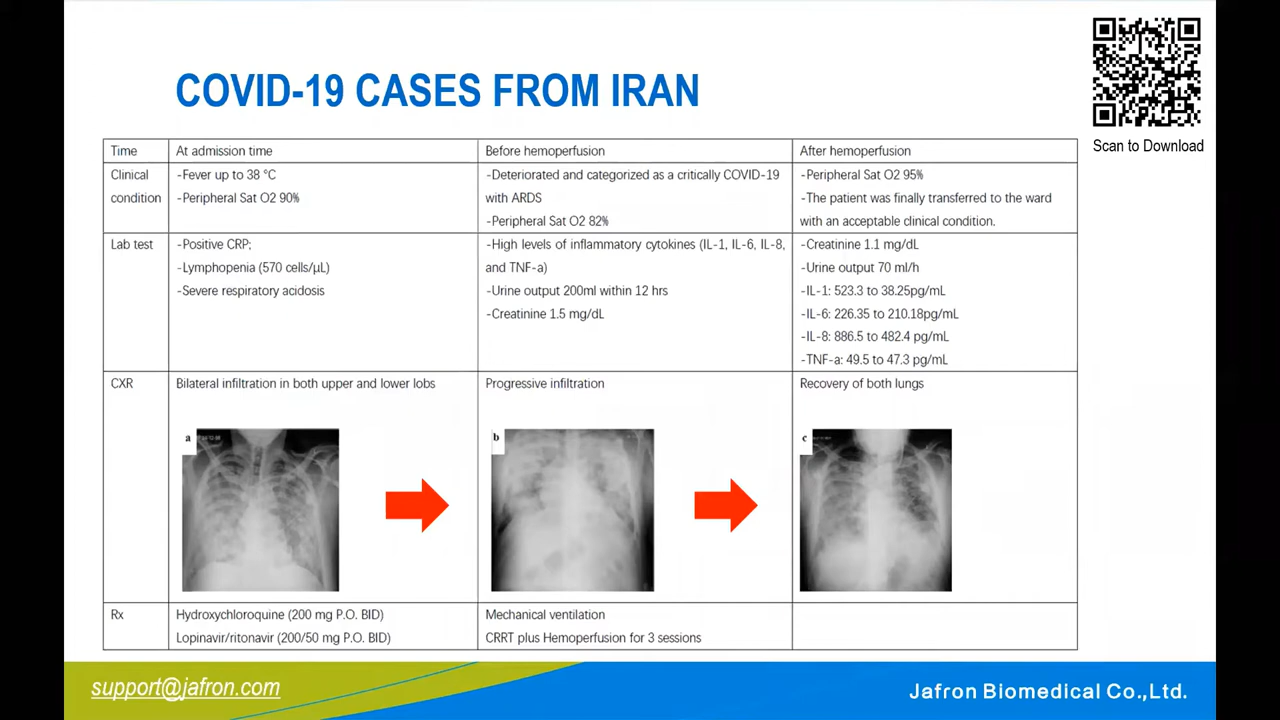 COVID-19 CASES FROM IRAN
Scan to Download
Time
At admission time
Before hemoperfusion
After hemoperfusion
Clinical
condition
-Fever up to 38 °C
-Peripheral Sat O2 90%
-Deteriorated and categorized as a critically COVID-19
with ARDS
-Peripheral Sat O2 82%
-Peripheral Sat O2 95%
-The patient was finally transferred to the ward
with an acceptable clinical condition.
Lab test
-Positive CRP;
-Lymphopenia (570 cells/μL)
-Severe respiratory acidosis
-High levels of inflammatory cytokines (IL-1, IL-6, IL-8,
and TNF-a)
-Urine output 200ml within 12 hrs
-Creatinine 1.5 mg/dL
-Creatinine 1.1 mg/dL
-Urine output 70 ml/h
-IL-1: 523.3 to 38.25pg/mL
-IL-6: 226.35 to 210.18pg/mL
-IL-8: 886.5 to 482.4 pg/mL
-TNF-a: 49.5 to 47.3 pg/mL
CXR
Bilateral infiltration in both upper and lower lobs
Progressive infiltration
Recovery of both lungs
a
b
c
Rx
Hydroxychloroquine (200 mg P.O. BID)
Lopinavir/ritonavir (200/50 mg P.O. BID)
Mechanical ventilation
CRRT plus Hemoperfusion for 3 sessions
support@jafron.com
Jafron Biomedical Co.,Ltd.